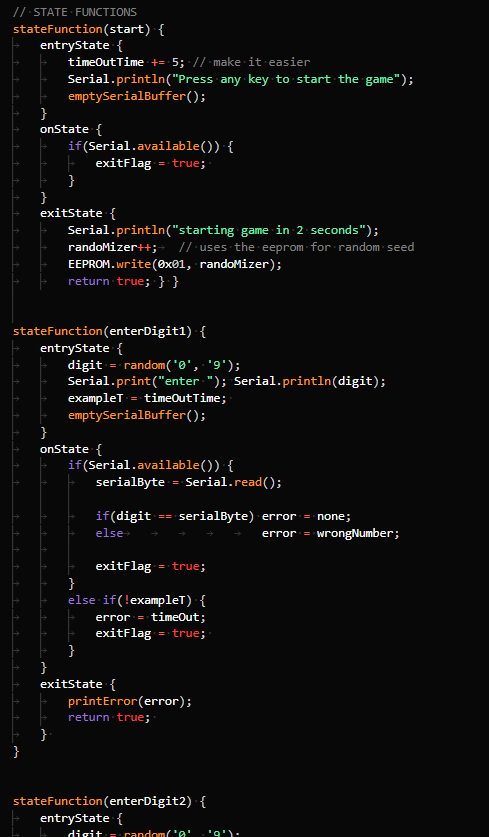 // STATE FUNCTIONS
stateFunction(start) {
entryState {
timeOutTime += 5; // make it easier
Serial.println("Press any key to start the game");
emptySerialBuffer();
}
onState {
if(Serial.available()) {
exitFlag = true;
}
}
exitState {
Serial.println("starting game in 2 seconds");
randoMizer++; // uses the eeprom for random seed
EEPROM.write(0x01, randoMizer);
return true; } }
stateFunction(enterDigit1) {
entryState {
digit = random('0', '9');
Serial.print("enter "); Serial.println(digit);
exampleT = timeOutTime;
emptySerialBuffer();
}
onState {
if(Serial.available()) {
serialByte = Serial.read();
if(digit == serialByte) error = none;
else error = wrongNumber;
exitFlag = true;
}
else if(!exampleT) {
error = timeOut;
exitFlag = true;
}
}
exitState {
printError(error);
return true;
}
}
stateFunction(enterDigit2) {
entryState {
digit = random('0', '9');